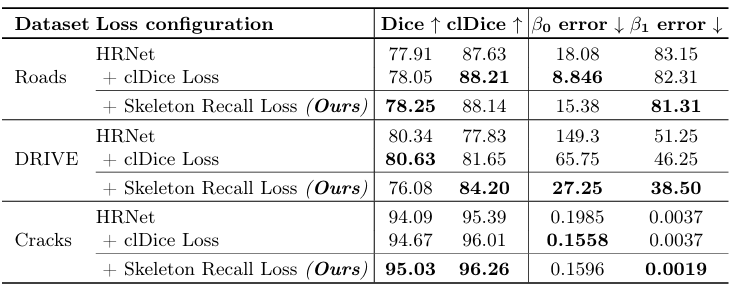 Dataset Loss configuration Dice ↑ clDice ↑ β0 error ↓ β1 error ↓
HRNet 77.91 87.63 18.08 83.15
Roads + clDice Loss 78.05 88.21 8.846 82.31
+ Skeleton Recall Loss (Ours) 78.25 88.14 15.38 81.31
HRNet 80.34 77.83 149.3 51.25
DRIVE + clDice Loss 80.63 81.65 65.75 46.25
+ Skeleton Recall Loss (Ours) 76.08 84.20 27.25 38.50
HRNet 94.09 95.39 0.1985 0.0037
Cracks + clDice Loss 94.67 96.01 0.1558 0.0037
+ Skeleton Recall Loss (Ours) 95.03 96.26 0.1596 0.0019